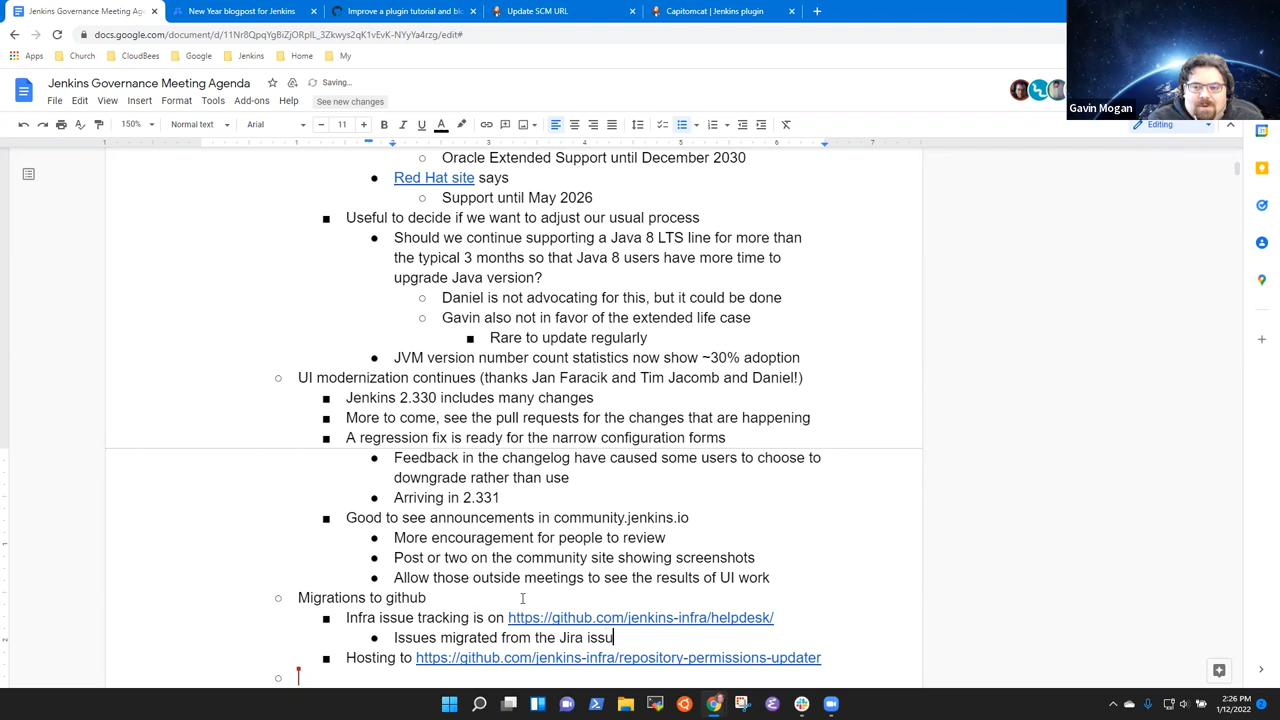 Jenkins Governance Meeting Age
New Year blogpost for Jenkins
Improve a plugin tutorial and blo
Update SCM URL
Capitomcat | Jenkins plugin
Apps
Church
CloudBees
Google
Jenkins
Home
My
Jenkins Governance Meeting Agenda
Saving...
File Edit View Insert Format Tools Add-ons Help
See new changes
150%
Normal text
Arial
11
Editing
Gavin Mogan
Oracle Extended Support until December 2030
Red Hat site says
Support until May 2026
Useful to decide if we want to adjust our usual process
Should we continue supporting a Java 8 LTS line for more than
the typical 3 months so that Java 8 users have more time to
upgrade Java version?
Daniel is not advocating for this, but it could be done
Gavin also not in favor of the extended life case
Rare to update regularly
JVM version number count statistics now show ~30% adoption
UI modernization continues (thanks Jan Faracik and Tim Jacomb and Daniel!)
Jenkins 2.330 includes many changes
More to come, see the pull requests for the changes that are happening
A regression fix is ready for the narrow configuration forms
Feedback in the changelog have caused some users to choose to
downgrade rather than use
Arriving in 2.331
Good to see announcements in community.jenkins.io
More encouragement for people to review
Post or two on the community site showing screenshots
Allow those outside meetings to see the results of UI work
Migrations to github
Infra issue tracking is on https://github.com/jenkins-infra/helpdesk/
Issues migrated from the Jira issu
Hosting to https://github.com/jenkins-infra/repository-permissions-updater
2:26 PM
1/12/2022